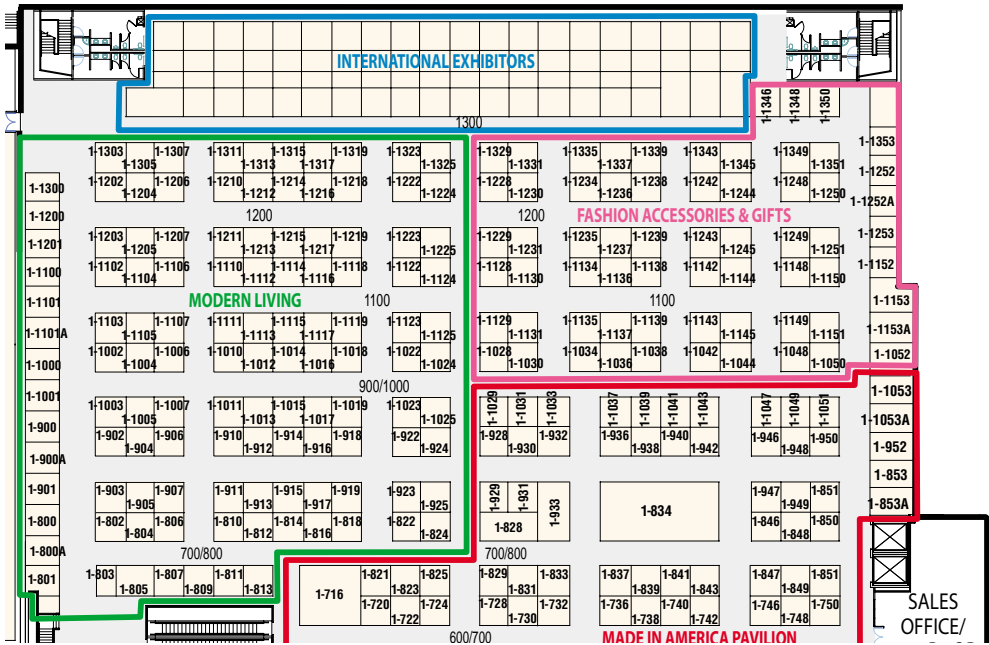 INTERNATIONAL EXHIBITORS
1300
1-1346 1-1348 1-1350
1-1303 1-1307 1-1311 1-1315 1-1319 1-1323 1-1329 1-1335 1-1339 1-1343 1-1349 1-1353
1-1305 1-1313 1-1317 1-1325 1-1331 1-1337 1-1345 1-1351
1-1300 1-1202 1-1206 1-1210 1-1214 1-1218 1-1222 1-1228 1-1234 1-1238 1-1242 1-1248 1-1252
1-1204 1-1212 1-1216 1-1224 1-1230 1-1236 1-1244 1-1250 1-1252A
1-1200 1200 1200 FASHION ACCESSORIES & GIFTS
1-1201 1-1203 1-1207 1-1211 1-1215 1-1219 1-1223 1-1229 1-1235 1-1239 1-1243 1-1249 1-1253
1-1205 1-1213 1-1217 1-1225 1-1231 1-1237 1-1245 1-1251
1-1100 1-1102 1-1106 1-1110 1-1114 1-1118 1-1122 1-1128 1-1134 1-1138 1-1142 1-1148 1-1152
1-1104 1-1112 1-1116 1-1124 1-1130 1-1136 1-1144 1-1150
1-1101 MODERN LIVING 1100 1100 1-1153
1-1101A 1-1103 1-1107 1-1111 1-1115 1-1119 1-1123 1-1129 1-1135 1-1139 1-1143 1-1149 1-1153A
1-1105 1-1113 1-1117 1-1125 1-1131 1-1137 1-1145 1-1151
1-1000 1-1002 1-1006 1-1010 1-1014 1-1018 1-1022 1-1028 1-1034 1-1038 1-1042 1-1048 1-1052
1-1004 1-1012 1-1016 1-1024 1-1030 1-1036 1-1044 1-1050
900/1000
1-1001 1-1003 1-1007 1-1011 1-1015 1-1019 1-1023 1-1029 1-1031 1-1033 1-1037 1-1039 1-1041 1-1043 1-1047 1-1049 1-1051 1-1053
1-1005 1-1013 1-1017 1-1025 1-1053A
1-900 1-902 1-906 1-910 1-914 1-918 1-922 1-928 1-932 1-936 1-940 1-946 1-950
1-904 1-912 1-916 1-924 1-930 1-938 1-942 1-948 1-952
1-900A 1-853
1-901 1-903 1-907 1-911 1-915 1-919 1-923 1-929 1-931 1-933 1-947 1-851
1-905 1-913 1-917 1-925 1-834 1-949 1-853A
1-800 1-802 1-806 1-810 1-814 1-818 1-822 1-828 1-846 1-850
1-804 1-812 1-816 1-824 1-848
1-800A 700/800 700/800
1-801 1-803 1-807 1-811 1-821 1-825 1-829 1-833 1-837 1-841 1-847 1-851
1-805 1-809 1-813 1-716 1-823 1-831 1-839 1-843 1-849
1-720 1-724 1-728 1-732 1-736 1-740 1-746 1-750
1-722 1-730 1-738 1-742 1-748
600/700 MADE IN AMERICA PAVILION
SALES
OFFICE/